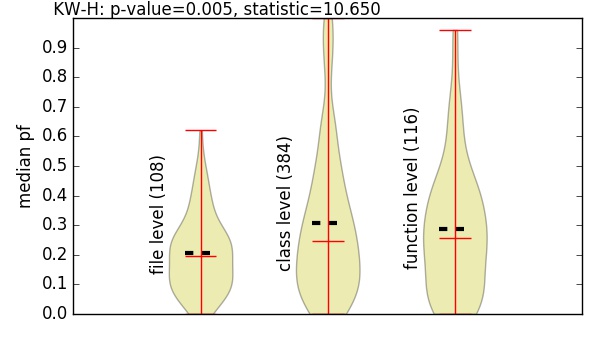 KW-H: p-value=0.005, statistic=10.650
0.9
0.8
0.7
0.6
0.5
0.4
0.3
0.2
0.1
0.0
median pf
file level (108)
class level (384)
function level (116)